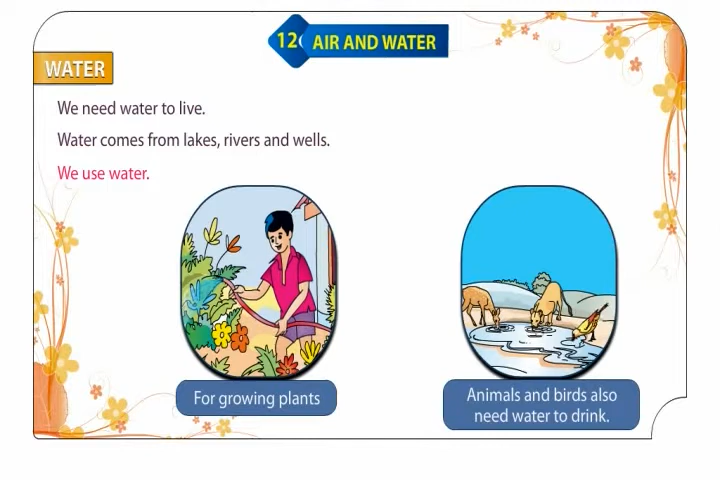 12 AIR AND WATER
WATER
We need water to live.
Water comes from lakes, rivers and wells.
We use water.
For growing plants
Animals and birds also
need water to drink.